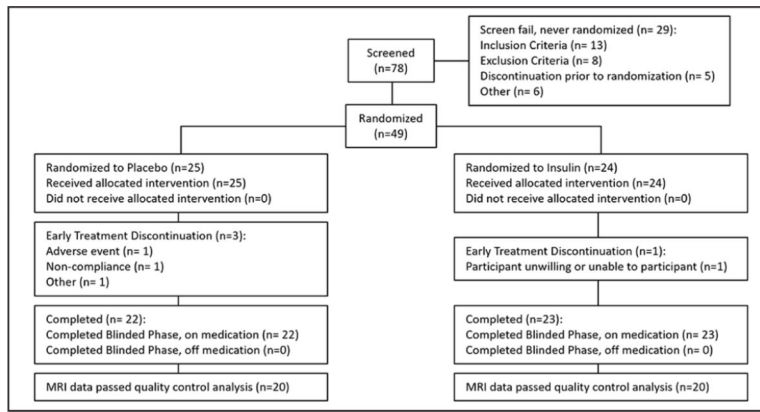 Screened
(n=78)
Screen fail, never randomized (n= 29):
Inclusion Criteria (n= 13)
Exclusion Criteria (n= 8)
Discontinuation prior to randomization (n= 5)
Other (n= 6)
Randomized
(n=49)
Randomized to Placebo (n=25)
Received allocated intervention (n=25)
Did not receive allocated intervention (n=0)
Early Treatment Discontinuation (n=3):
Adverse event (n= 1)
Non-compliance (n= 1)
Other (n= 1)
Completed (n= 22):
Completed Blinded Phase, on medication (n= 22)
Completed Blinded Phase, off medication (n=0)
MRI data passed quality control analysis (n=20)
Randomized to Insulin (n=24)
Received allocated intervention (n=24)
Did not receive allocated intervention (n=0)
Early Treatment Discontinuation (n=1):
Participant unwilling or unable to participant (n=1)
Completed (n=23):
Completed Blinded Phase, on medication (n= 23)
Completed Blinded Phase, off medication (n= 0)
MRI data passed quality control analysis (n=20)